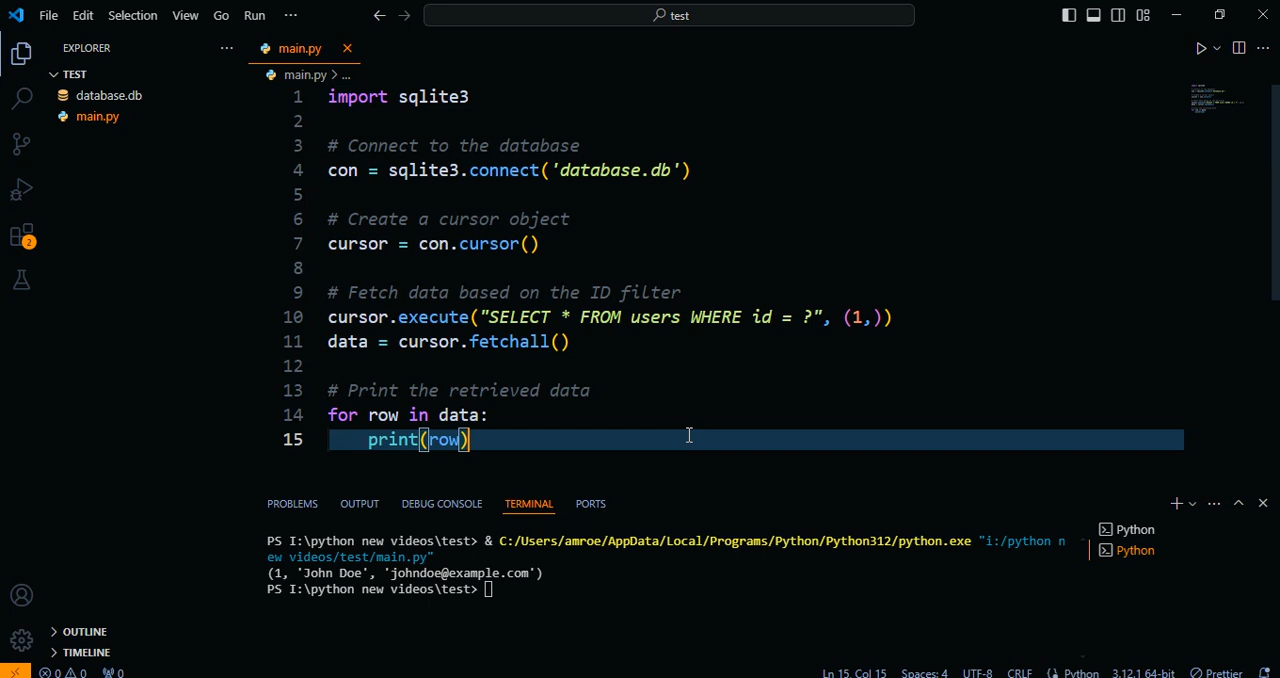 File Edit Selection View Go Run ··· test
EXPLORER ···
TEST
database.db
main.py
main.py
main.py > ...
1 import sqlite3
2
3 # Connect to the database
4 con = sqlite3.connect('database.db')
5
6 # Create a cursor object
7 cursor = con.cursor()
8
9 # Fetch data based on the ID filter
10 cursor.execute("SELECT * FROM users WHERE id = ?", (1,))
11 data = cursor.fetchall()
12
13 # Print the retrieved data
14 for row in data:
15     print(row)
2
PROBLEMS OUTPUT DEBUG CONSOLE TERMINAL PORTS
PS I:\python new videos\test> & C:/Users/amroe/AppData/Local/Programs/Python/Python312/python.exe "i:/python n
ew videos/test/main.py"
(1, 'John Doe', 'johndoe@example.com')
PS I:\python new videos\test>
Python
Python
OUTLINE
TIMELINE
0 0 0 Ln 15, Col 15 Spaces: 4 UTF-8 CRLF Python 3.12.1 64-bit Prettier